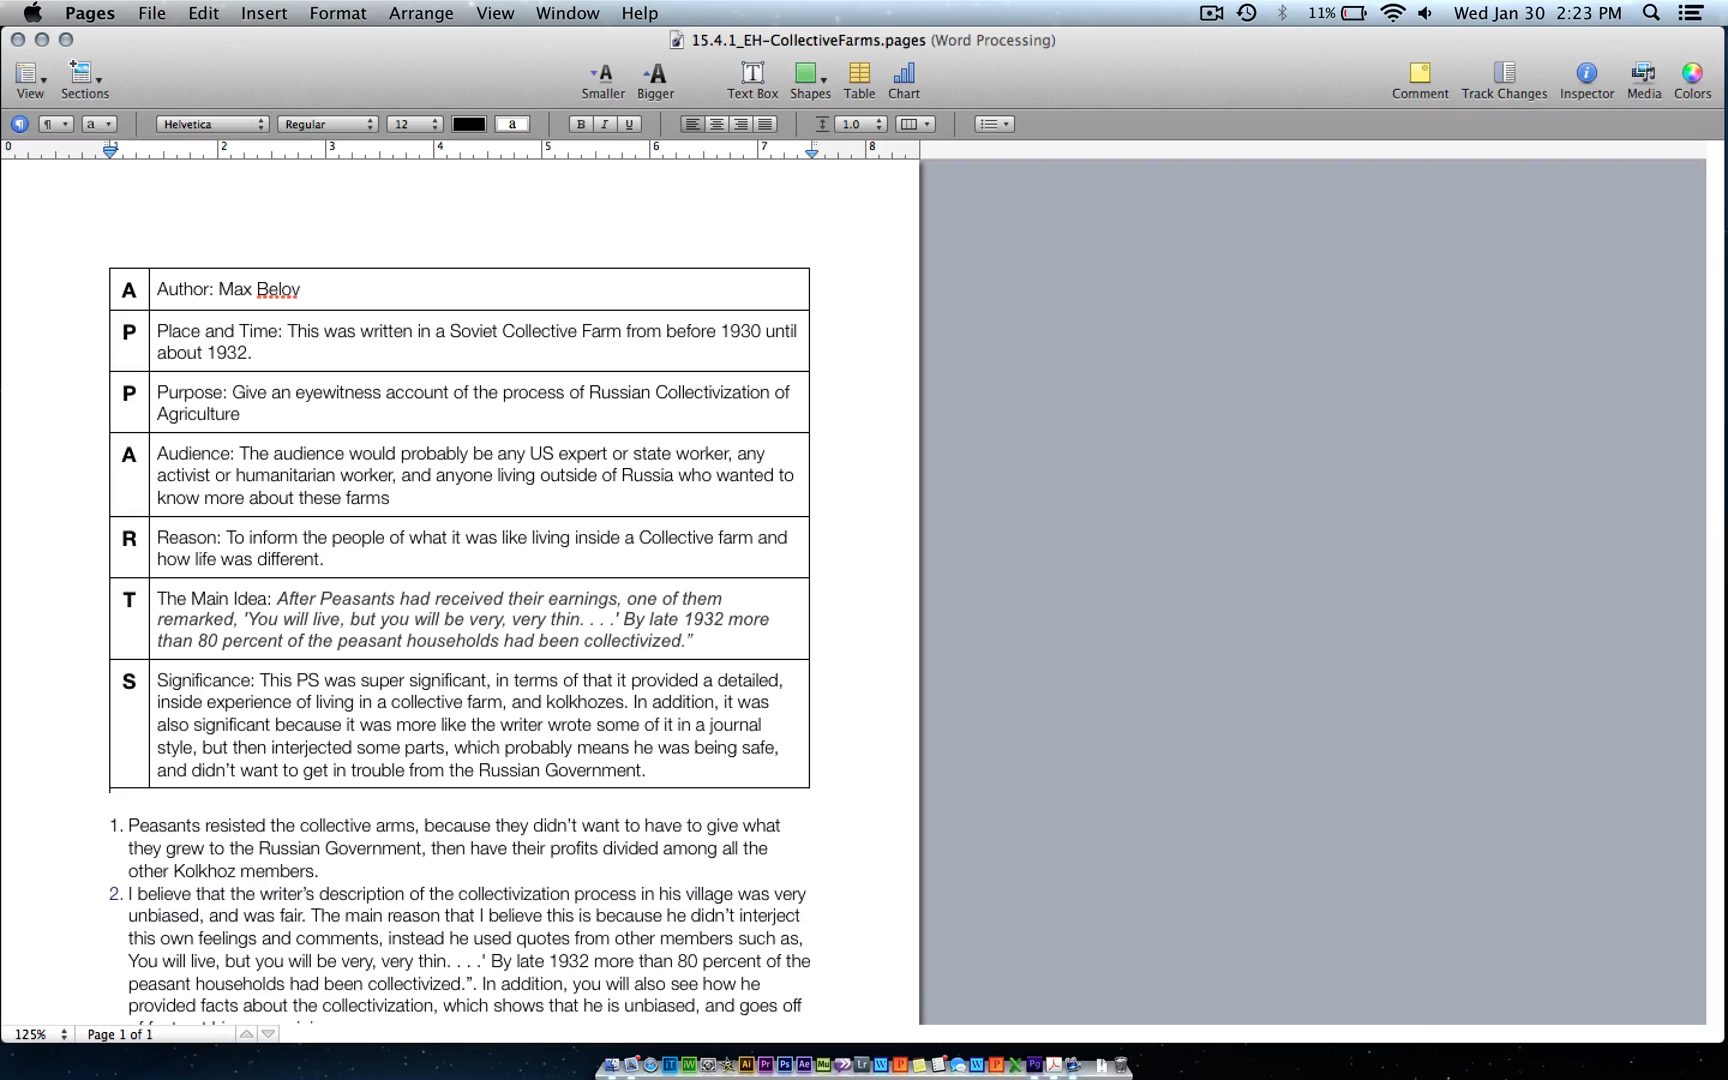 Pages File Edit Insert Format Arrange View Window Help 11% Wed Jan 30 2:23 PM
15.4.1_EH-CollectiveFarms.pages (Word Processing)
View Sections Smaller Bigger Text Box Shapes Table Chart Comment Track Changes Inspector Media Colors
¶ a Helvetica Regular 12 a B I U 1.0
0 1 2 3 4 5 6 7 8
A Author: Max Belov
P Place and Time: This was written in a Soviet Collective Farm from before 1930 until
about 1932.
P Purpose: Give an eyewitness account of the process of Russian Collectivization of
Agriculture
A Audience: The audience would probably be any US expert or state worker, any
activist or humanitarian worker, and anyone living outside of Russia who wanted to
know more about these farms
R Reason: To inform the people of what it was like living inside a Collective farm and
how life was different.
T The Main Idea: After Peasants had received their earnings, one of them
remarked, 'You will live, but you will be very, very thin. . . .' By late 1932 more
than 80 percent of the peasant households had been collectivized.”
S Significance: This PS was super significant, in terms of that it provided a detailed,
inside experience of living in a collective farm, and kolkhozes. In addition, it was
also significant because it was more like the writer wrote some of it in a journal
style, but then interjected some parts, which probably means he was being safe,
and didn’t want to get in trouble from the Russian Government.
1. Peasants resisted the collective arms, because they didn’t want to have to give what
they grew to the Russian Government, then have their profits divided among all the
other Kolkhoz members.
2. I believe that the writer’s description of the collectivization process in his village was very
unbiased, and was fair. The main reason that I believe this is because he didn’t interject
this own feelings and comments, instead he used quotes from other members such as,
You will live, but you will be very, very thin. . . .' By late 1932 more than 80 percent of the
peasant households had been collectivized.”. In addition, you will also see how he
provided facts about the collectivization, which shows that he is unbiased, and goes off
125% Page 1 of 1
iT iW Ai Pr Ps Ae Mu Lr W P W P X Pg